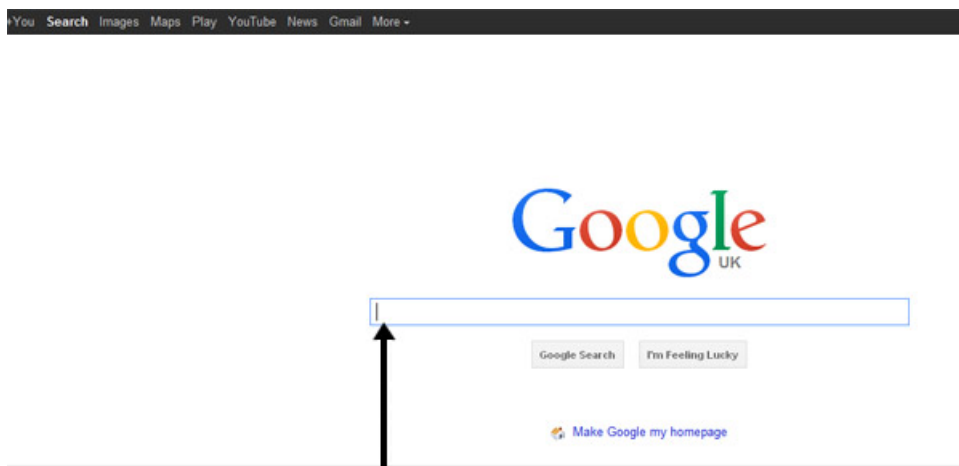 +You Search Images Maps Play YouTube News Gmail More
Google
UK
Google Search I'm Feeling Lucky
Make Google my homepage